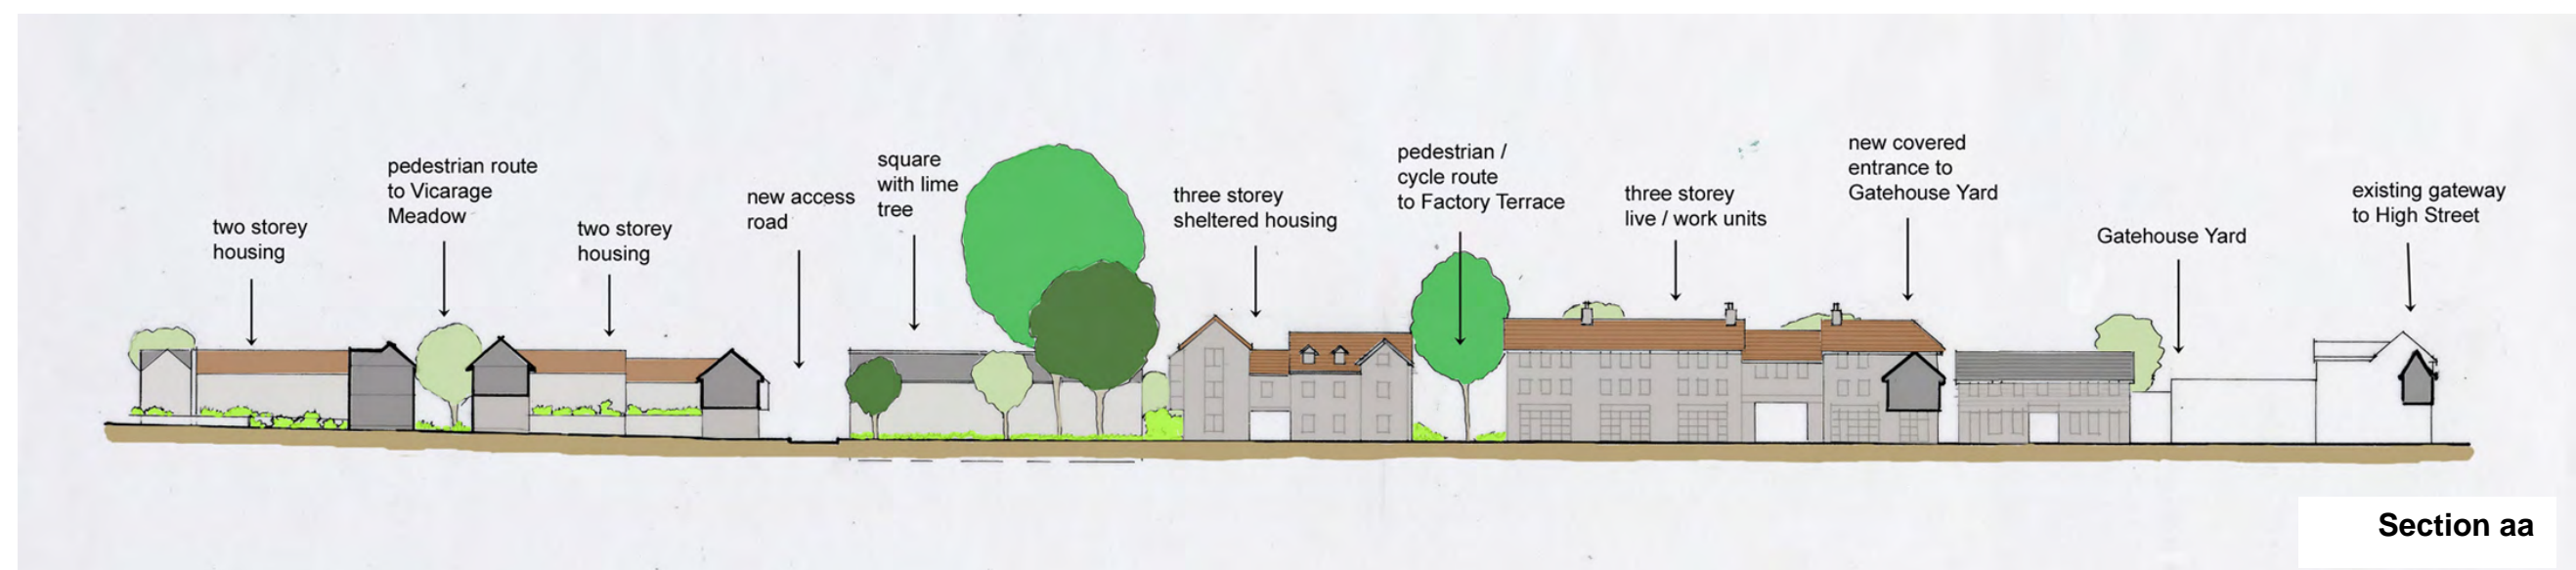 two storey
housing
pedestrian route
to Vicarage
Meadow
two storey
housing
new access
road
square
with lime
tree
three storey
sheltered housing
pedestrian /
cycle route
to Factory Terrace
three storey
live / work units
new covered
entrance to
Gatehouse Yard
Gatehouse Yard
existing gateway
to High Street
Section aa